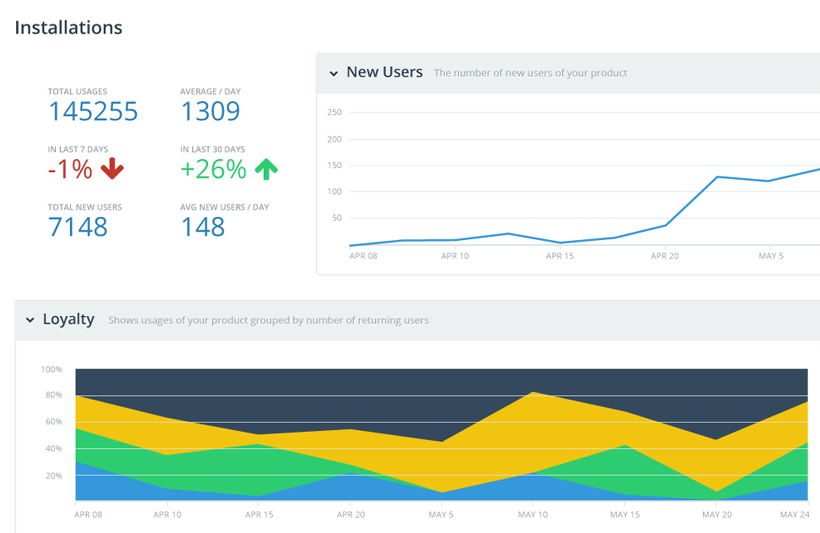 Installations
TOTAL USAGES
145255
AVERAGE / DAY
1309
IN LAST 7 DAYS
-1%
IN LAST 30 DAYS
+26%
TOTAL NEW USERS
7148
AVG NEW USERS / DAY
148
New Users The number of new users of your product
250
200
150
100
50
APR 08 APR 10 APR 15 APR 20 MAY 5
Loyalty Shows usages of your product grouped by number of returning users
100%
80%
60%
40%
20%
APR 08 APR 10 APR 15 APR 20 MAY 5 MAY 10 MAY 15 MAY 20 MAY 24